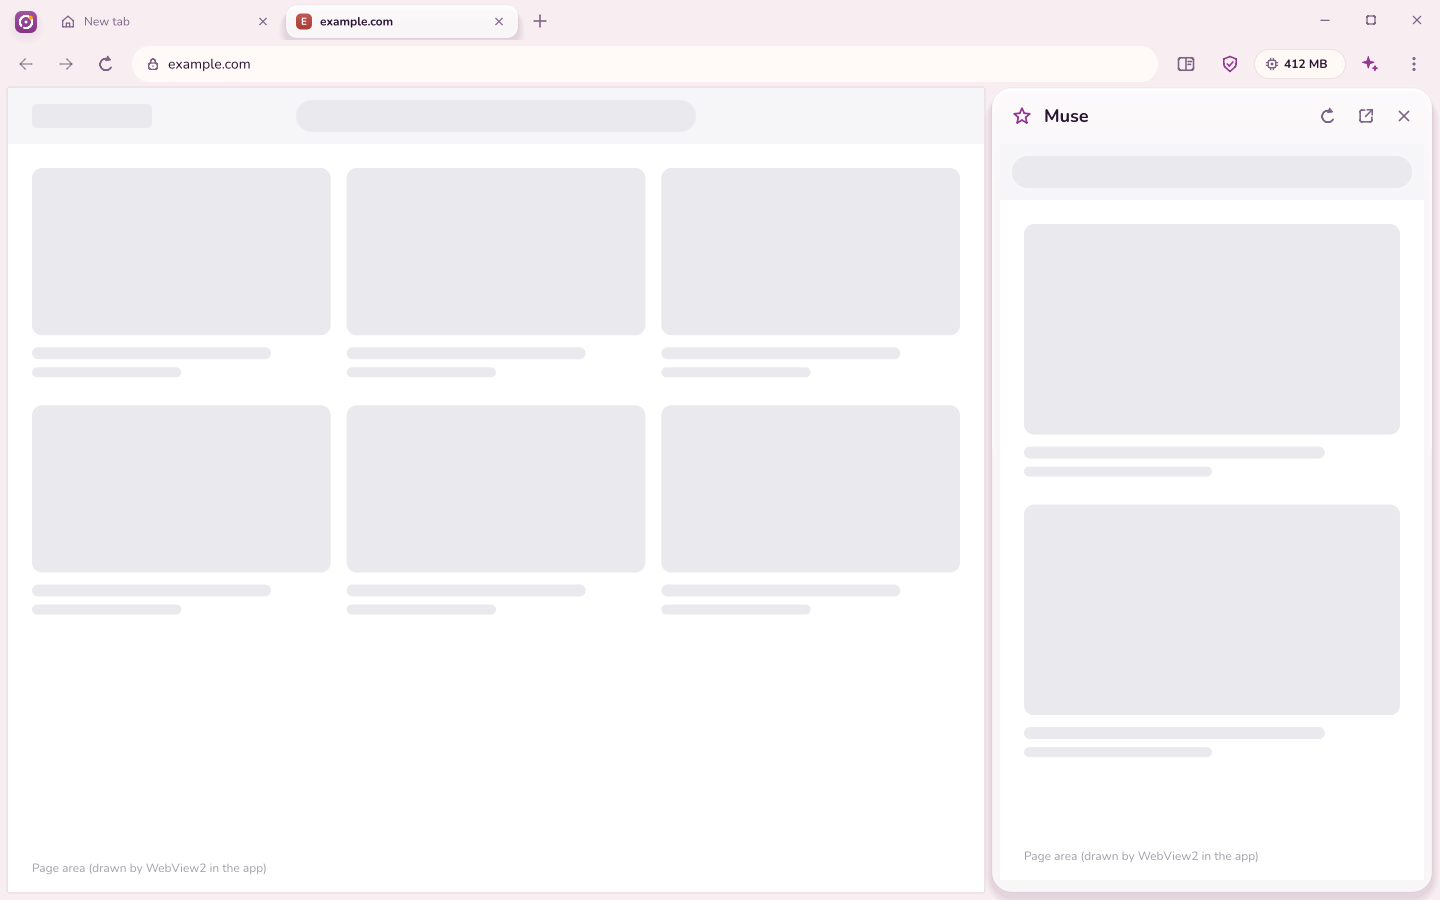 New tab
E
example.com
example.com
412 MB
Muse
Page area (drawn by WebView2 in the app)
Page area (drawn by WebView2 in the app)